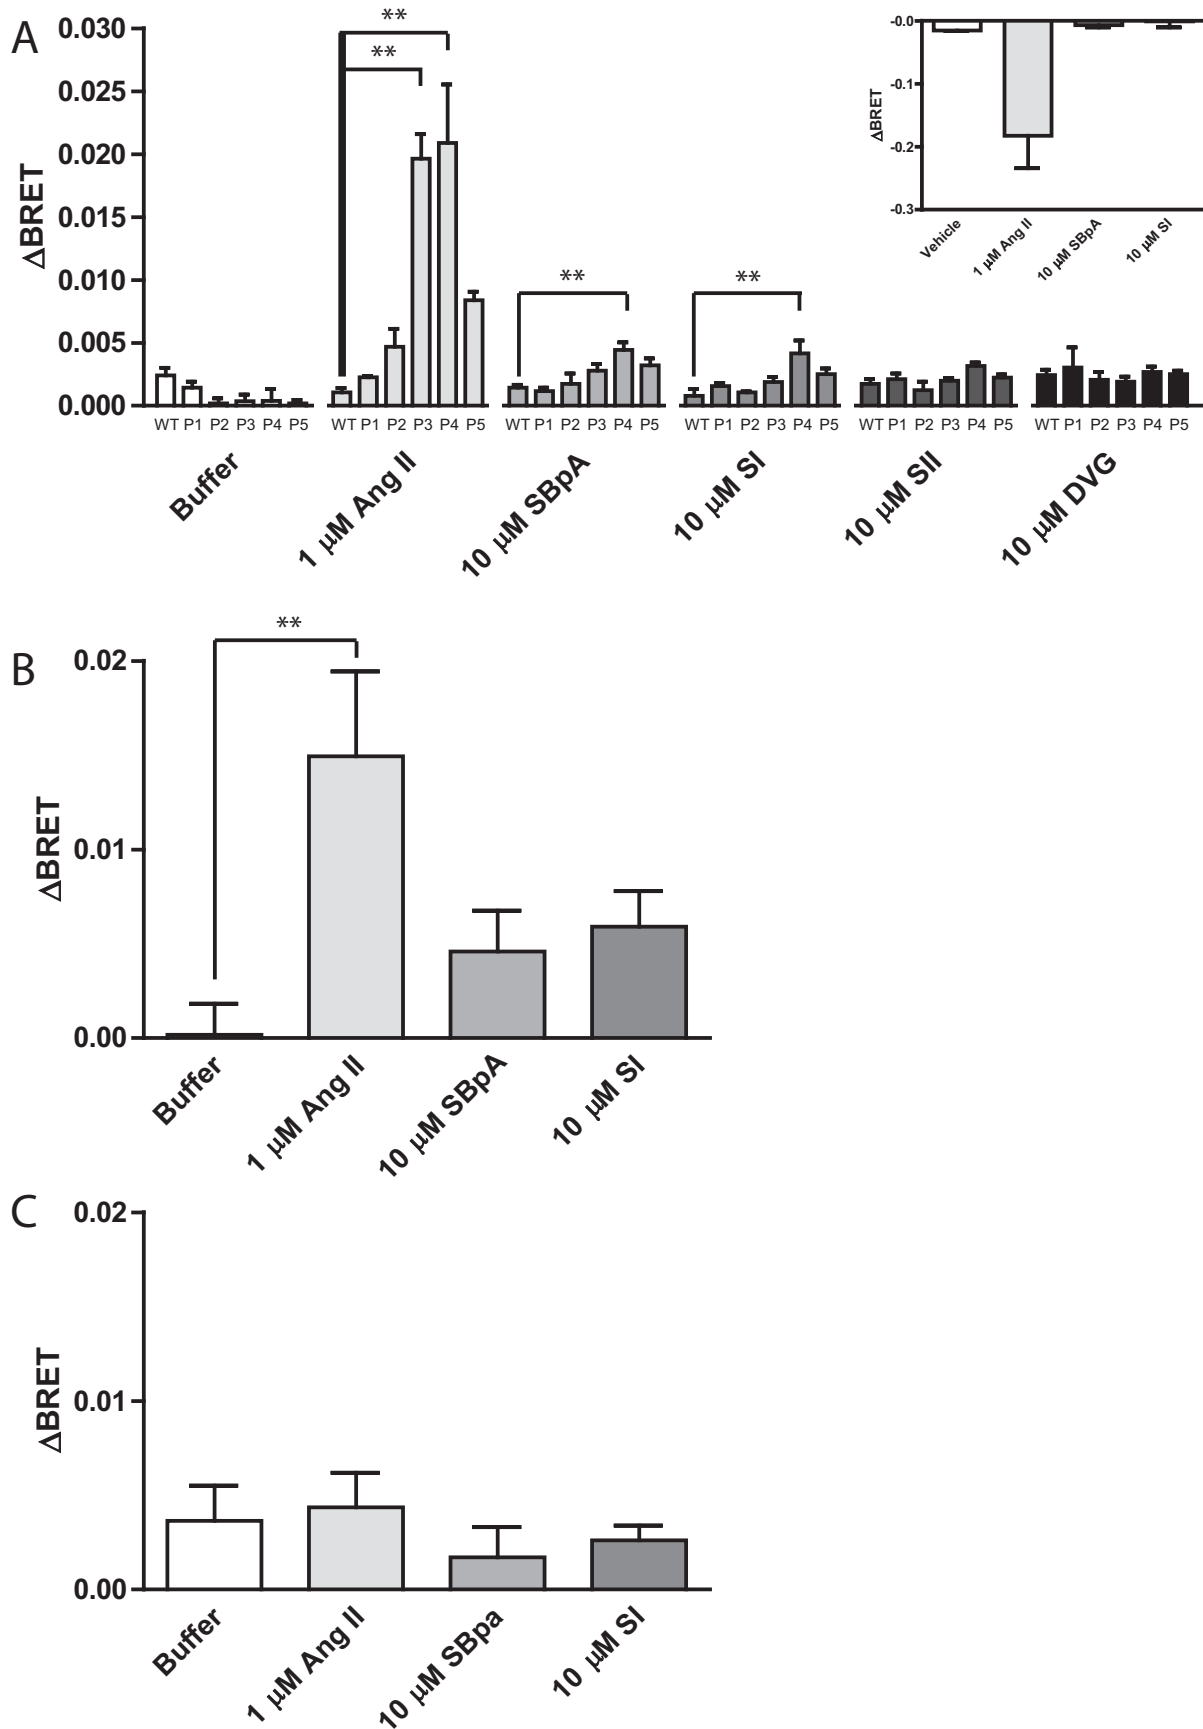 A
ΔBRET
0.030
0.025
0.020
0.015
0.010
0.005
0.000
**
**
**
**
WT P1 P2 P3 P4 P5
WT P1 P2 P3 P4 P5
WT P1 P2 P3 P4 P5
WT P1 P2 P3 P4 P5
WT P1 P2 P3 P4 P5
WT P1 P2 P3 P4 P5
Buffer
1 μM Ang II
10 μM SBpA
10 μM SI
10 μM SII
10 μM DVG
ΔBRET
-0.0
-0.1
-0.2
-0.3
Vehicle
1 μM Ang II
10 μM SBpA
10 μM SI
B
ΔBRET
0.02
0.01
0.00
**
Buffer
1 μM Ang II
10 μM SBpA
10 μM SI
C
ΔBRET
0.02
0.01
0.00
Buffer
1 μM Ang II
10 μM SBpa
10 μM SI